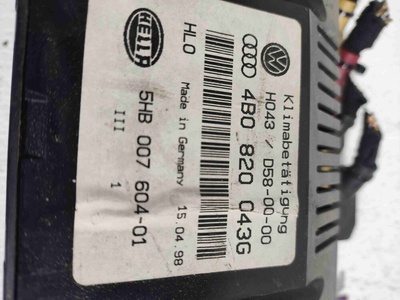 Klimabetätigung
H043 / D58-00-00
4B0 820 043G
HLO
Made in Germany 15.04.98
HELLA
5HB 007 604-01
III
1